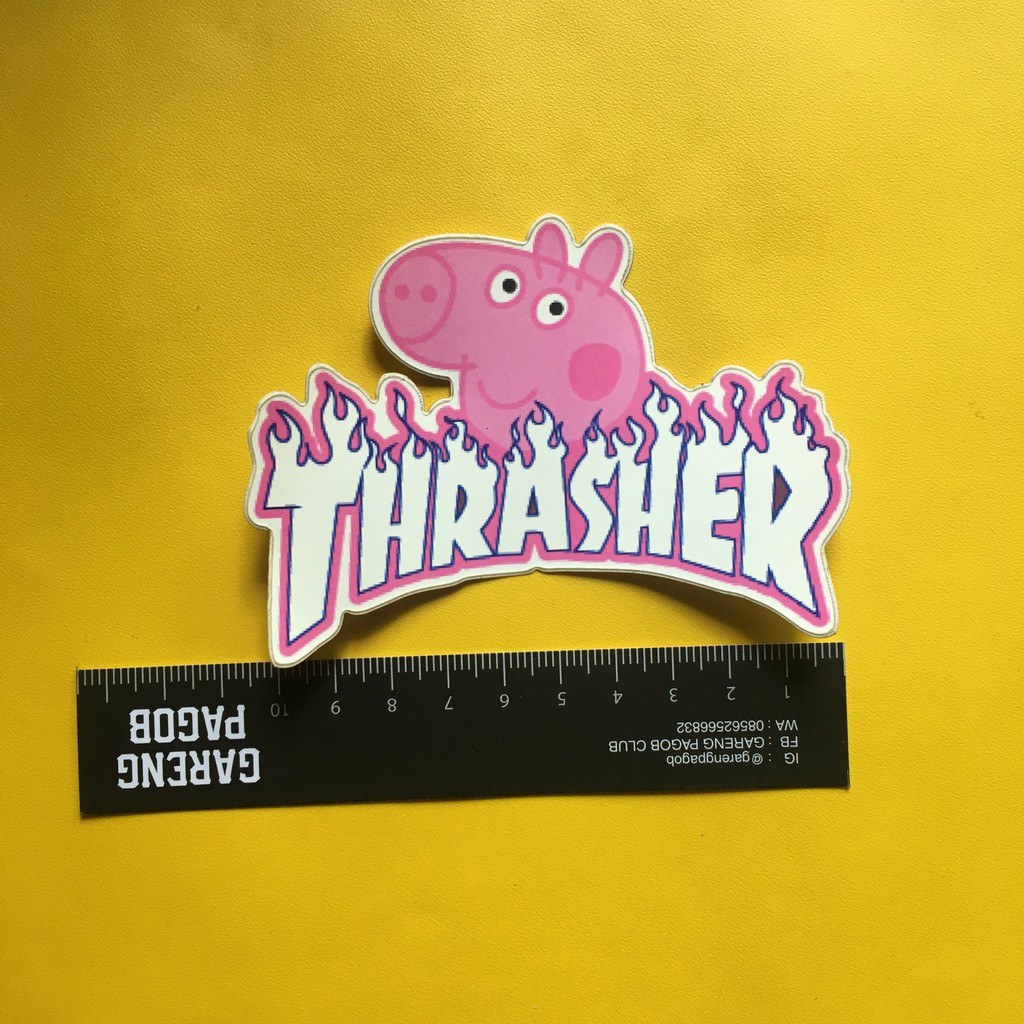 THRASHER
10 9 8 7 6 5 4 3 2 1
GARENG
PAGOB
IG : @garengpagob
FB : GARENG PAGOB CLUB
WA : 08562566832